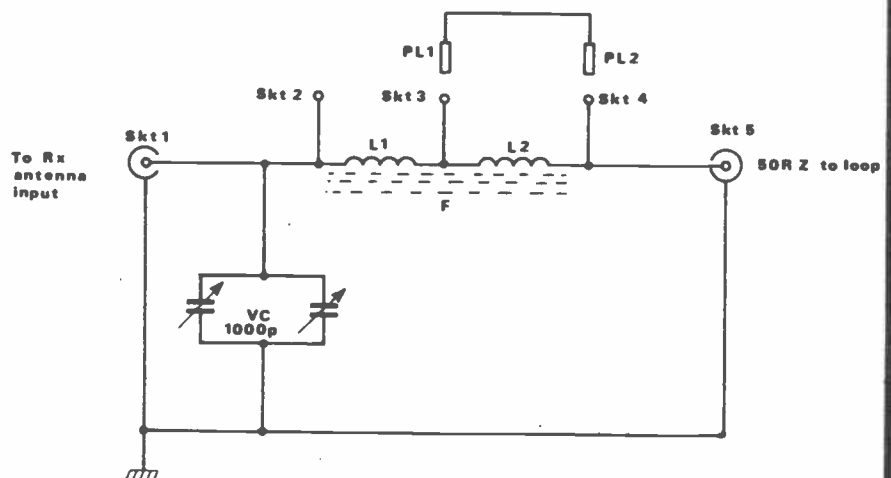 PL1
PL2
Skt 2
Skt 3
Skt 4
Skt 1
Skt 5
L1
L2
To Rx
antenna
input
50R Z to loop
F
VC
1000p